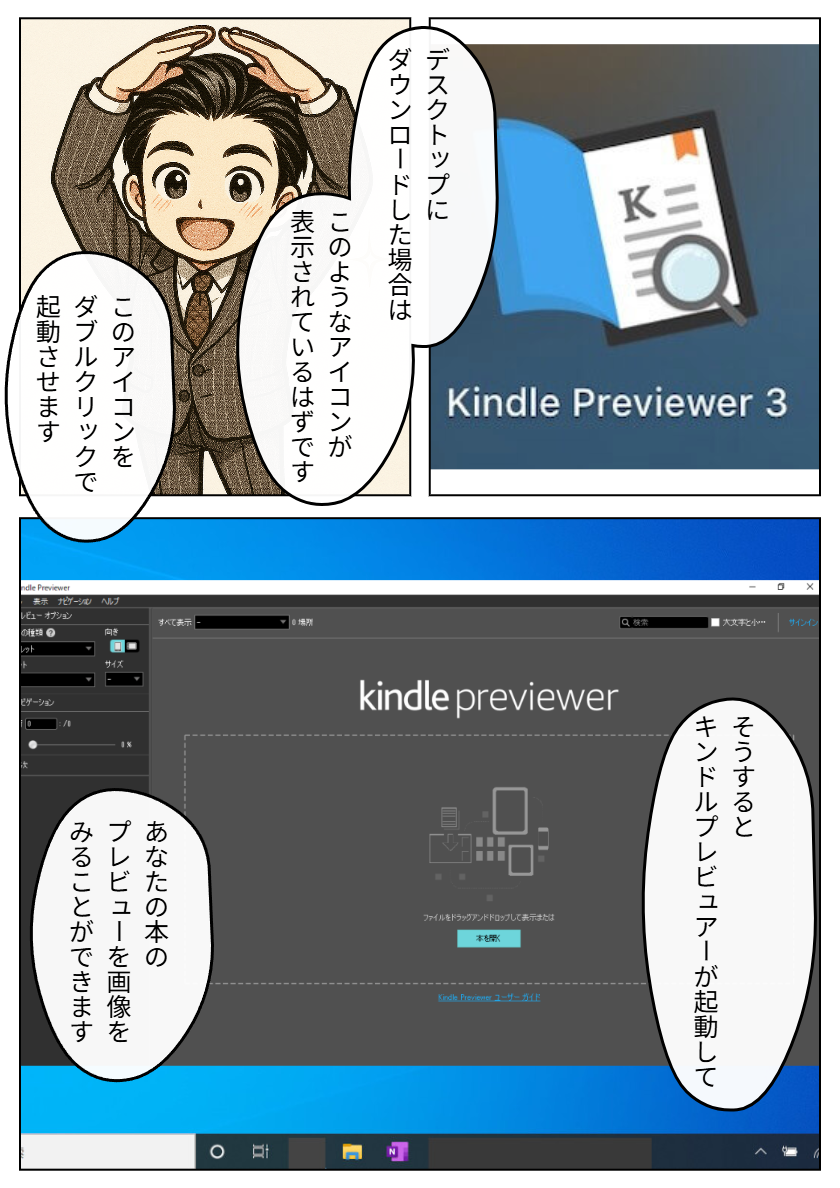 デスクトップに
ダウンロードした場合は
このようなアイコンが
表示されているはずです
このアイコンを
ダブルクリックで
起動させます
K
Kindle Previewer 3
ndle Previewer
表示 ナビゲーション ヘルプ
レビュー オプション
の種類 ?
向き
レット
ト
サイズ
-
ビゲーション
0 : /0
0 %
次
すべて表示 - 0 場所
検索
大文字と小…
サインイン
kindle previewer
ファイルをドラッグアンドドロップして表示または
本を開く
Kindle Previewer ユーザー ガイド
そうすると
キンドルプレビュアーが起動して
あなたの本の
プレビューを画像を
みることができます
N